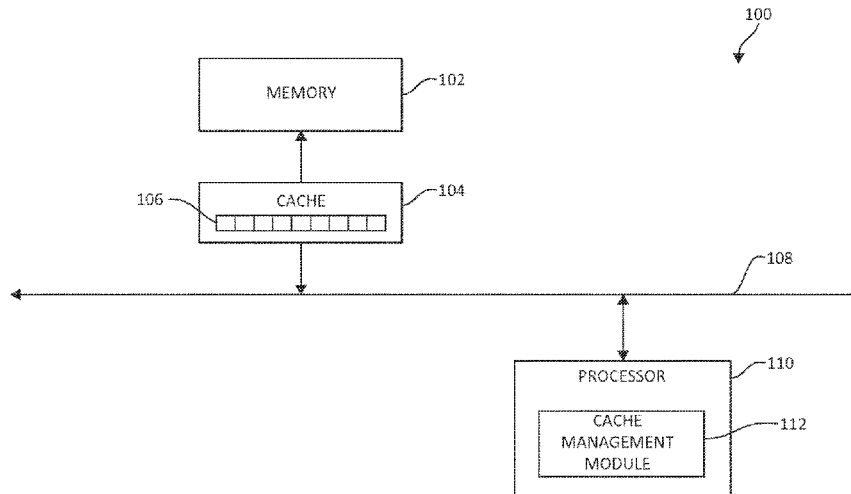 100
MEMORY
102
CACHE
104
106
108
PROCESSOR
110
CACHE
MANAGEMENT
MODULE
112